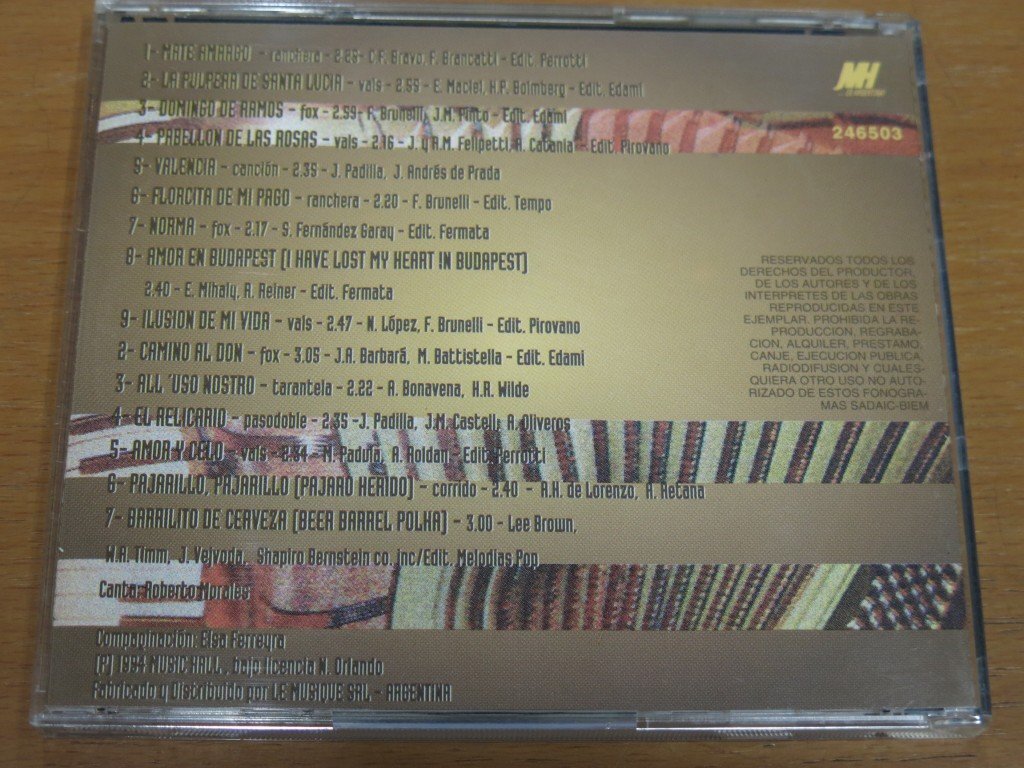 1- MATE AMARGO - ranchera - 2.29- C.F. Bravo, F. Brancatti - Edit. Perrotti
2- LA PULPERA DE SANTA LUCIA - vals - 2.55 - E. Maciel, H.P. Bolmberg - Edit. Edami
3- DOMINGO DE RAMOS - fox - 2.59- F. Brunelli, J.M. Pinto - Edit. Edami
4- PABELLON DE LAS ROSAS - vals - 2.16 - J. y A.M. Felipetti, A. Catania - Edit. Pirovano
5- VALENCIA - canción - 2.35 - J. Padilla, J. Andrés de Prada
6- FLORCITA DE MI PAGO - ranchera - 2.20 - F. Brunelli - Edit. Tempo
7- NORMA - fox - 2.17 - S. Fernández Garay - Edit. Fermata
8- AMOR EN BUDAPEST (I HAVE LOST MY HEART IN BUDAPEST)
2.40 - E. Mihaly, A. Reiner - Edit. Fermata
9- ILUSION DE MI VIDA - vals - 2.47 - N. López, F. Brunelli - Edit. Pirovano
2- CAMINO AL DON - fox - 3.05 - J.A. Barbará, M. Battistella - Edit. Edami
3- ALL 'USO NOSTRO - tarantela - 2.22 - A. Bonavena, H.R. Wilde
4- EL RELICARIO - pasodoble - 2.35 -J. Padilla, J.M. Castell; A. Oliveros
5- AMOR Y CELO - vals - 2.34 - M. Padula, A. Roldan - Edit. Perrotti
6- PAJARILLO, PAJARILLO (PAJARO HERIDO) - corrido - 2.40 - R.H. de Lorenzo, A. Retana
7- BARRILITO DE CERVEZA (BEER BARREL POLKA) - 3.00 - Lee Brown,
W.A. Timm, J. Vejvoda, Shapiro Bernstein co. inc/Edit. Melodias Pop
Canta: Roberto Morales
Compaginación: Elsa Ferreyra
(P) 1964 MUSIC HALL , bajo licencia N. Orlando
Fabricado y Distribuido por LE MUSIQUE SRL - ARGENTINA
MH
246503
RESERVADOS TODOS LOS
DERECHOS DEL PRODUCTOR,
DE LOS AUTORES Y DE LOS
INTERPRETES DE LAS OBRAS
REPRODUCIDAS EN ESTE
EJEMPLAR. PROHIBIDA LA RE-
PRODUCCION, REGRABA-
CION, ALQUILER, PRESTAMO,
CANJE, EJECUCION PUBLICA,
RADIODIFUSION Y CUALES-
QUIERA OTRO USO NO AUTO-
RIZADO DE ESTOS FONOGRA-
MAS SADAIC-BIEM